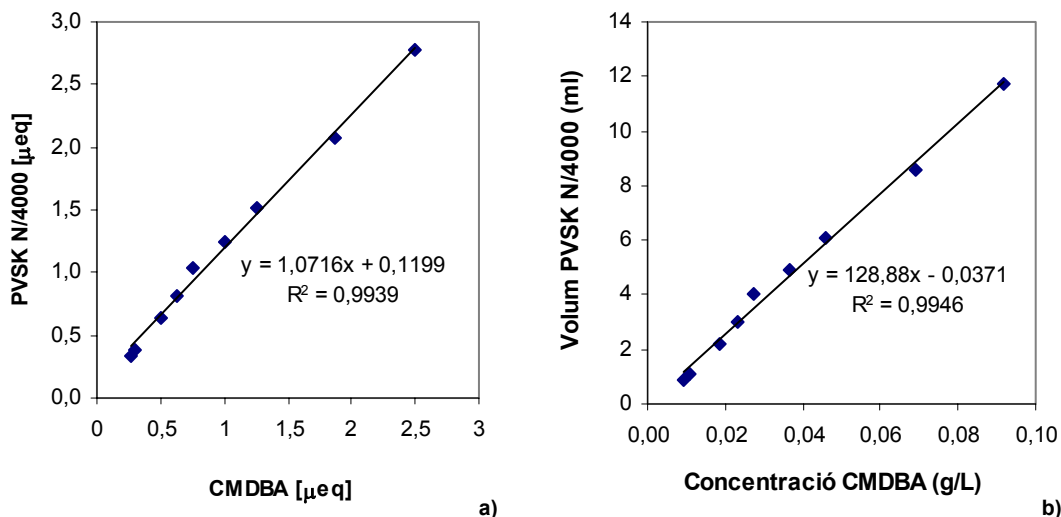 PVSK N/4000 [µeq]
3,0
2,5
2,0
1,5
1,0
0,5
0,0
y = 1,0716x + 0,1199
R² = 0,9939
0
0,5
1
1,5
2
2,5
3
CMDBA [µeq]
a)
Volum PVSK N/4000 (ml)
14
12
10
8
6
4
2
0
y = 128,88x - 0,0371
R² = 0,9946
0,00
0,02
0,04
0,06
0,08
0,10
Concentració CMDBA (g/L)
b)